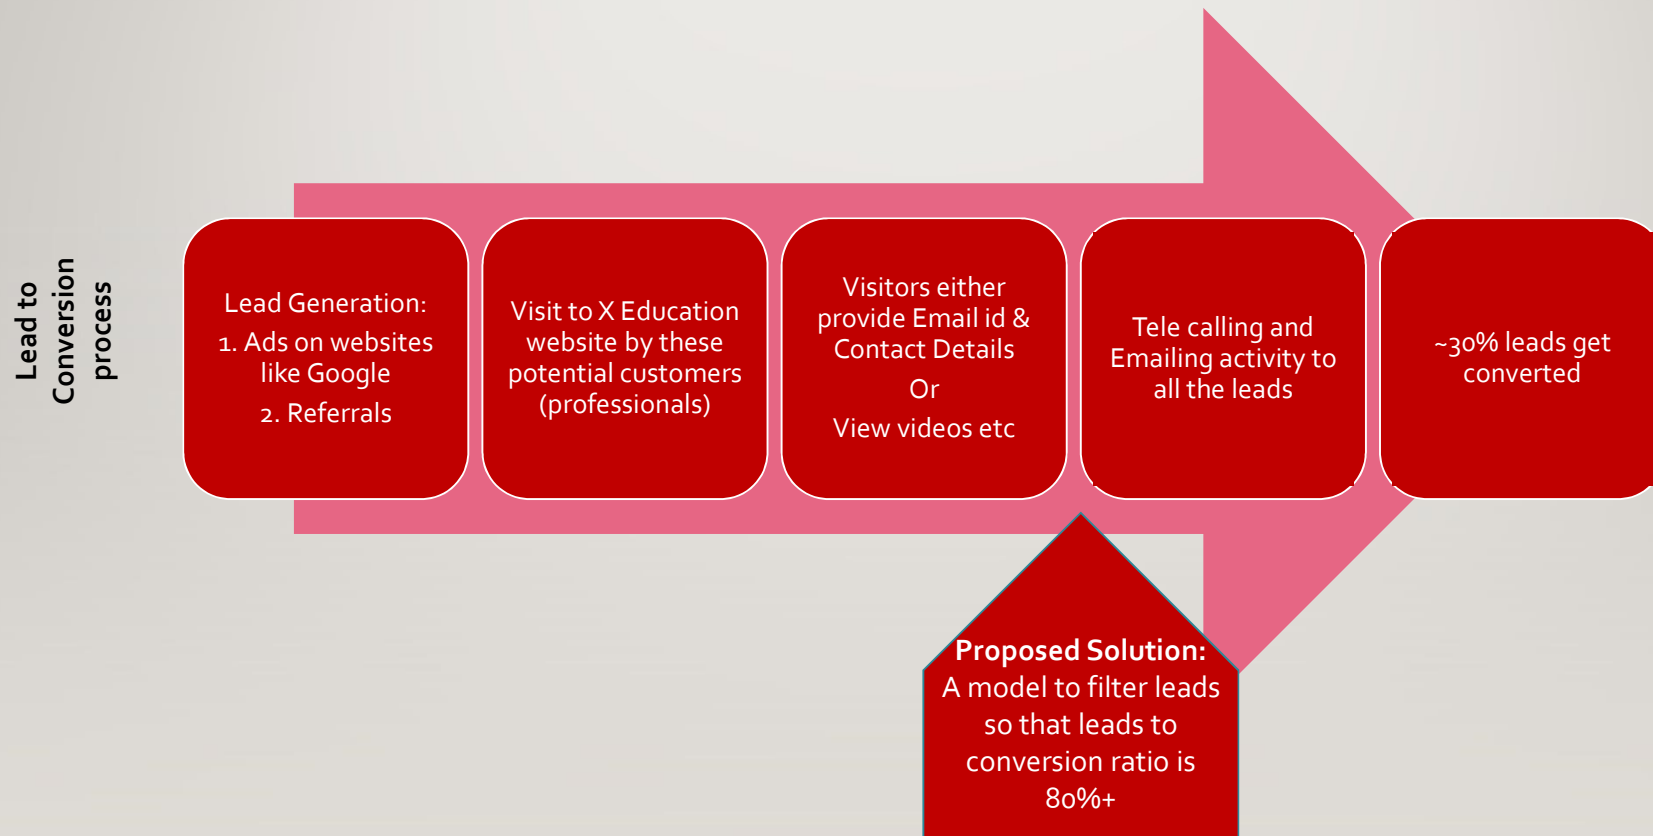 Lead to
Conversion
process
Lead Generation:
1. Ads on websites
like Google
2. Referrals
Visit to X Education
website by these
potential customers
(professionals)
Visitors either
provide Email id &
Contact Details
Or
View videos etc
Tele calling and
Emailing activity to
all the leads
~30% leads get
converted
Proposed Solution:
A model to filter leads
so that leads to
conversion ratio is
80%+